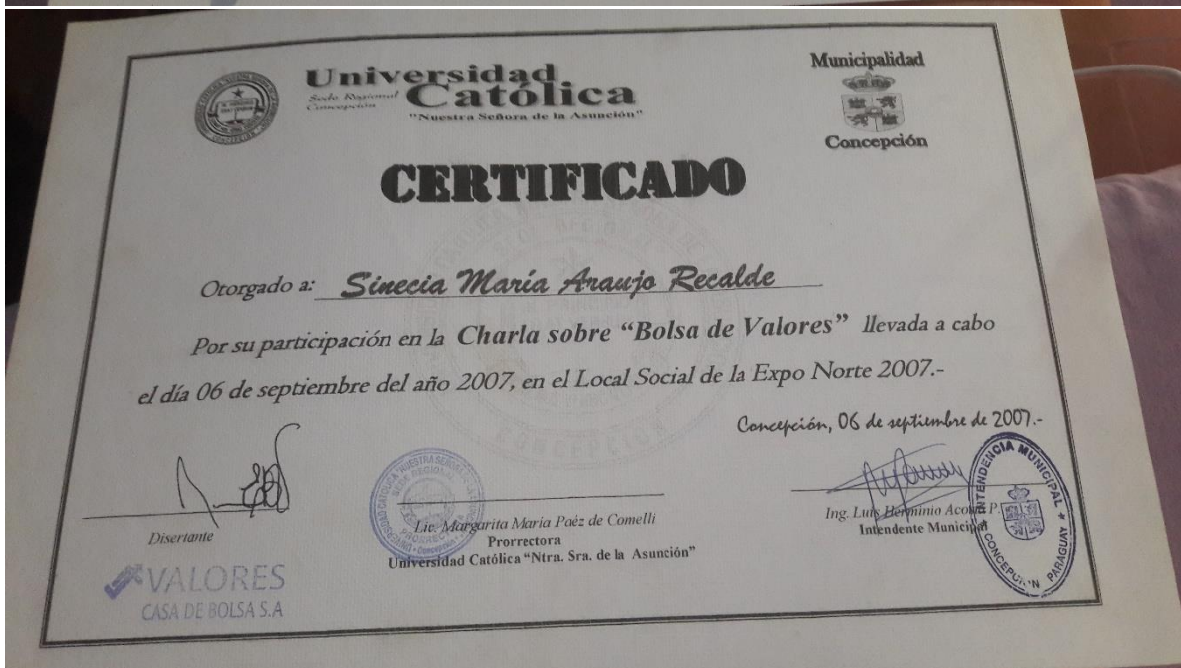 Universidad
Sede Regional
Concepción
Católica
"Nuestra Señora de la Asunción"
Municipalidad
Concepción
CERTIFICADO
Otorgado a: Sinecia María Araujo Recalde
Por su participación en la Charla sobre “Bolsa de Valores” llevada a cabo
el día 06 de septiembre del año 2007, en el Local Social de la Expo Norte 2007.-
Concepción, 06 de septiembre de 2007.-
Disertante
VALORES
CASA DE BOLSA S.A
Lic. Margarita María Paéz de Comelli
Prorrectora
Universidad Católica “Ntra. Sra. de la Asunción”
Ing. Luis Herminio Acosta P.
Intendente Municipal
INTENDENCIA MUNICIPAL
CONCEPCION PARAGUAY
SEDE REGIONAL
CONCEPCION